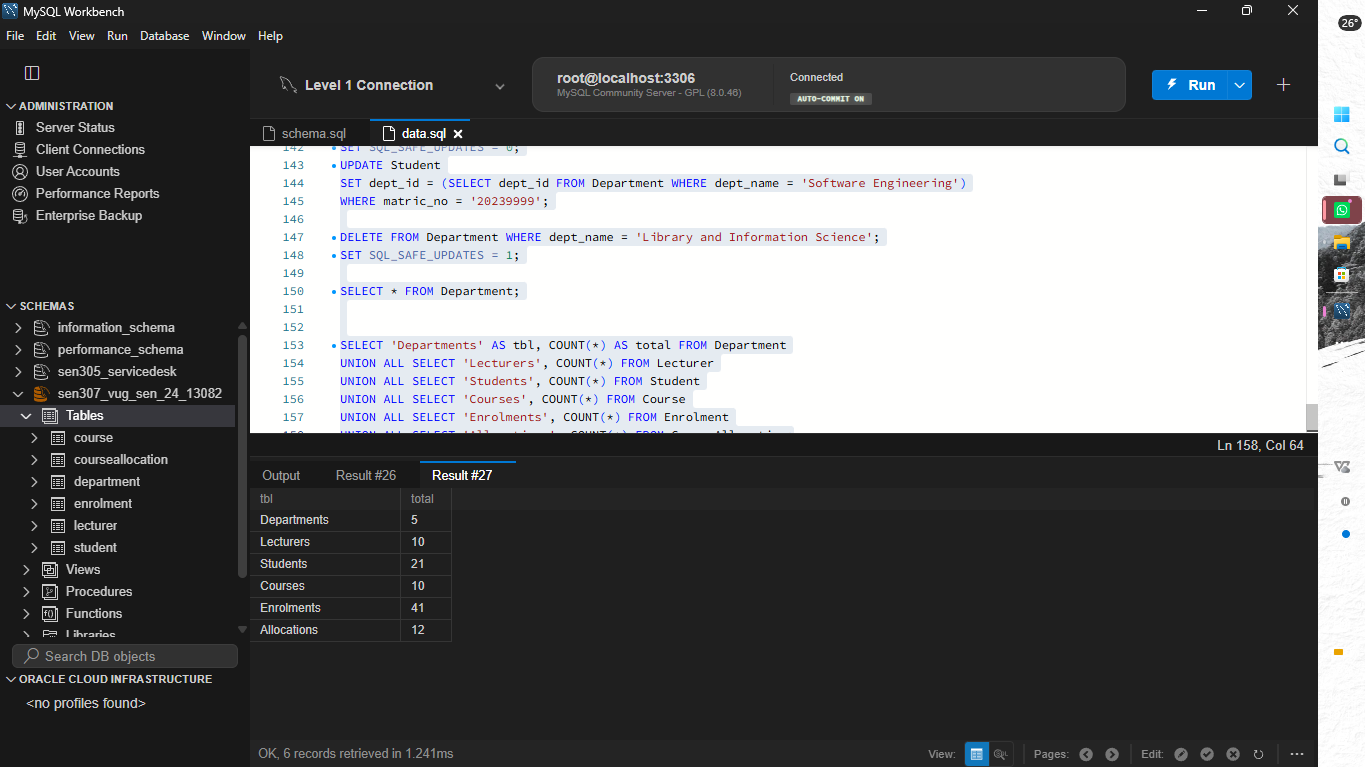 MySQL Workbench
File Edit View Run Database Window Help
26°
Level 1 Connection
root@localhost:3306
MySQL Community Server - GPL (8.0.46)
Connected
AUTO-COMMIT ON
Run
ADMINISTRATION
Server Status
Client Connections
User Accounts
Performance Reports
Enterprise Backup
SCHEMAS
information_schema
performance_schema
sen305_servicedesk
sen307_vug_sen_24_13082
Tables
course
courseallocation
department
enrolment
lecturer
student
Views
Procedures
Functions
Libraries
Search DB objects
ORACLE CLOUD INFRASTRUCTURE
<no profiles found>
schema.sql data.sql
142 SET SQL_SAFE_UPDATES = 0;
143 UPDATE Student
144 SET dept_id = (SELECT dept_id FROM Department WHERE dept_name = 'Software Engineering')
145 WHERE matric_no = '20239999';
146
147 DELETE FROM Department WHERE dept_name = 'Library and Information Science';
148 SET SQL_SAFE_UPDATES = 1;
149
150 SELECT * FROM Department;
151
152
153 SELECT 'Departments' AS tbl, COUNT(*) AS total FROM Department
154 UNION ALL SELECT 'Lecturers', COUNT(*) FROM Lecturer
155 UNION ALL SELECT 'Students', COUNT(*) FROM Student
156 UNION ALL SELECT 'Courses', COUNT(*) FROM Course
157 UNION ALL SELECT 'Enrolments', COUNT(*) FROM Enrolment
Ln 158, Col 64
Output Result #26 Result #27
tbl total
Departments 5
Lecturers 10
Students 21
Courses 10
Enrolments 41
Allocations 12
OK, 6 records retrieved in 1.241ms
View: Pages: Edit: